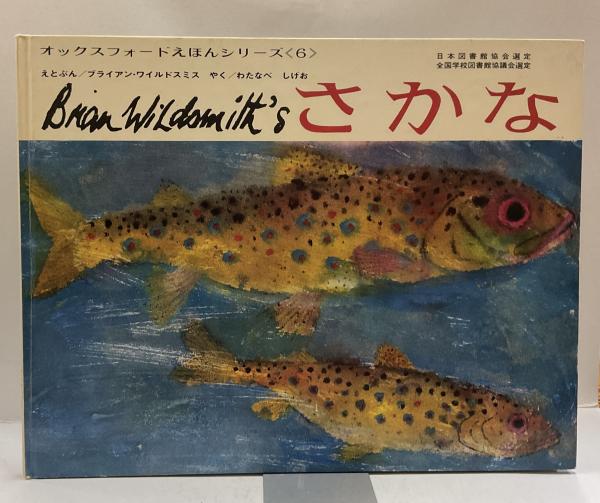 オックスフォードえほんシリーズ〈6〉
日本図書館協会選定
全国学校図書館協議会選定
えとぶん/ブライアン・ワイルドスミス やく/わたなべ しげお
Brian Wildsmith's さかな